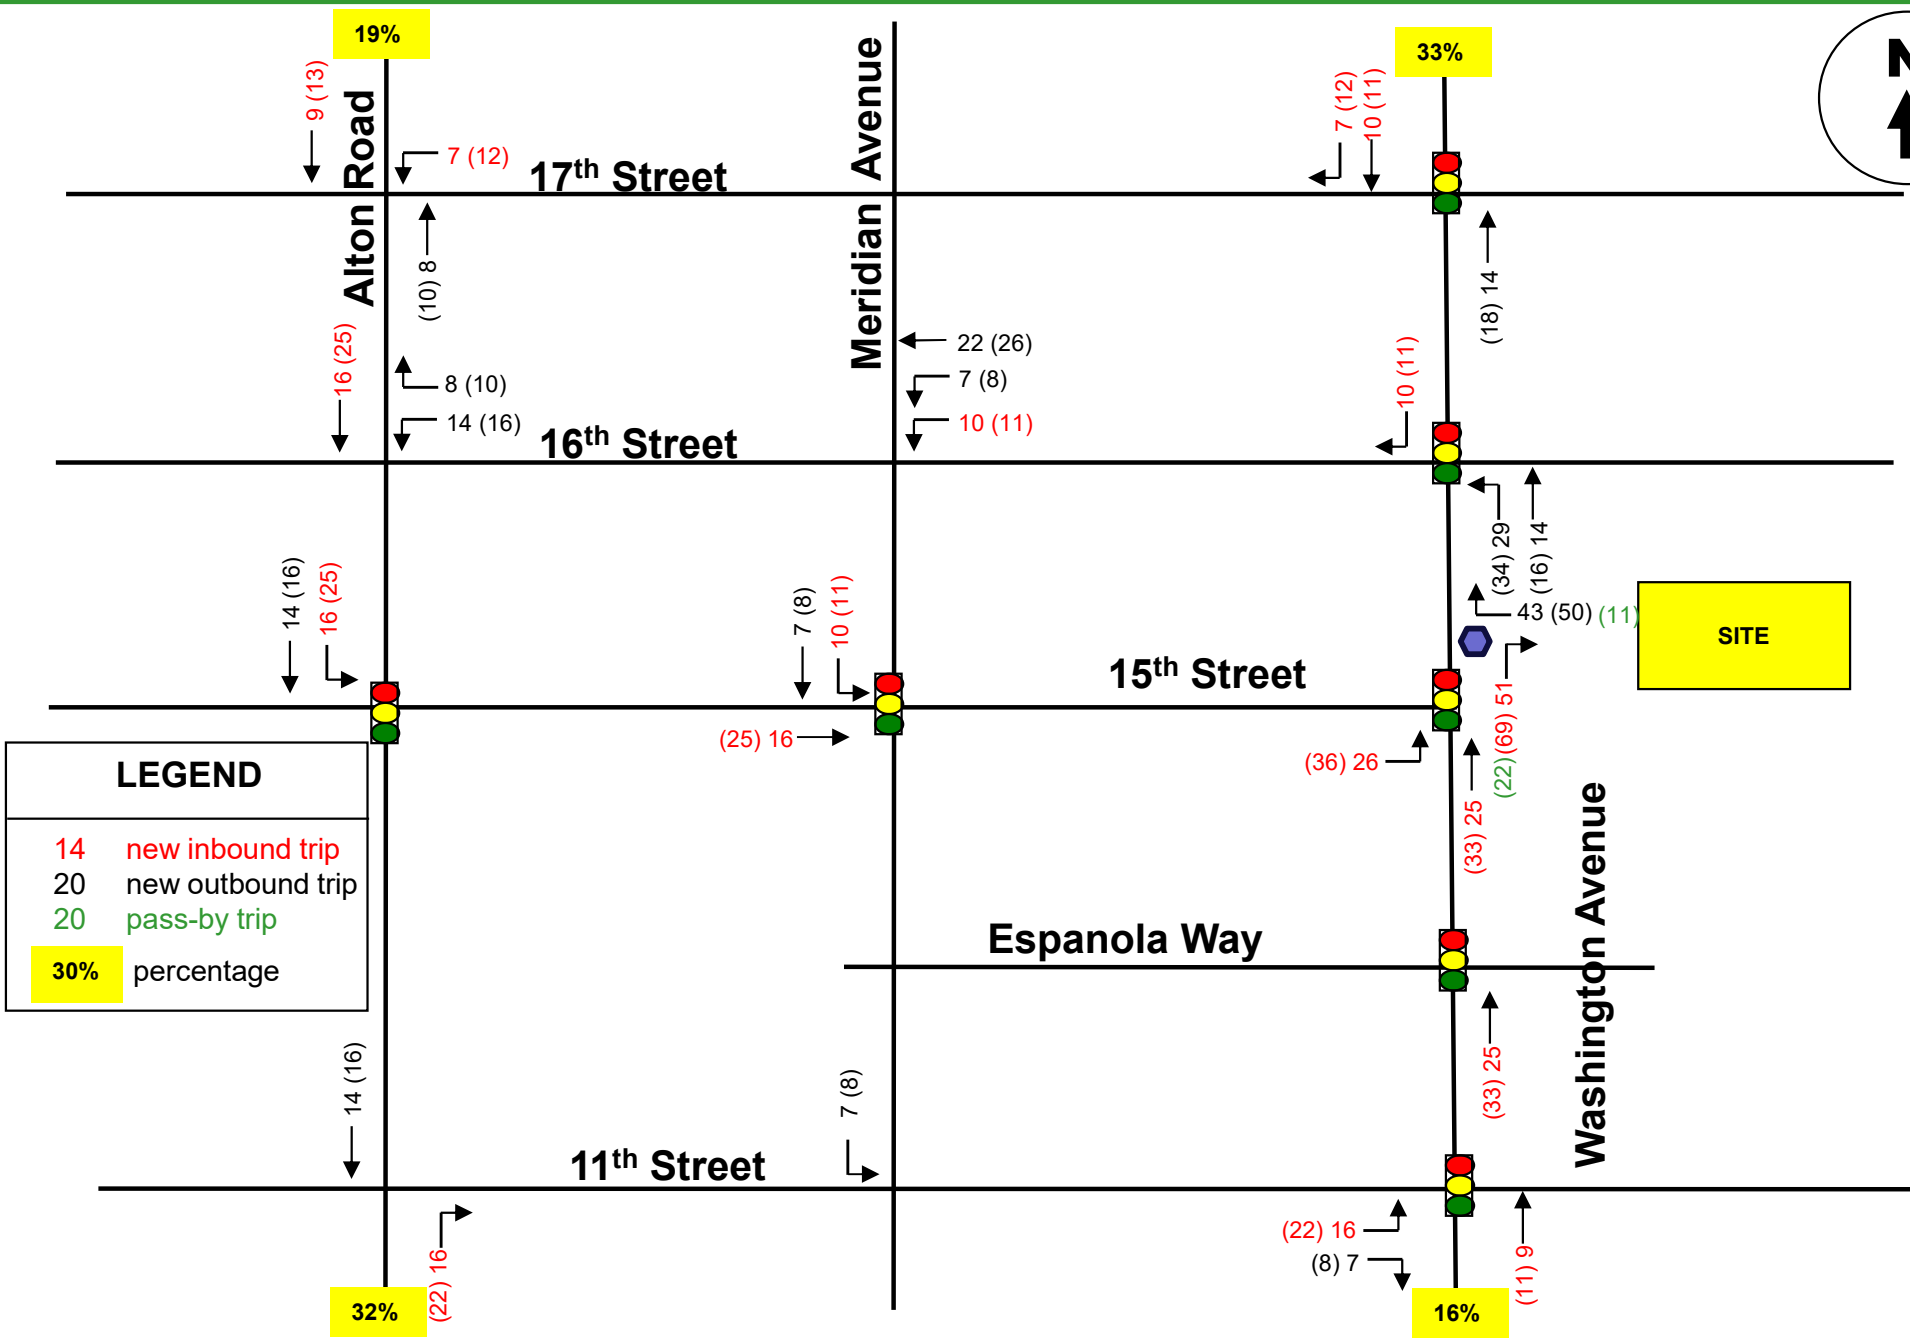 19%
33%
N
9 (13)
Alton Road
7 (12)
17th Street
Meridian Avenue
7 (12)
10 (11)
(10) 8
(18) 14
16 (25)
8 (10)
14 (16)
16th Street
22 (26)
7 (8)
10 (11)
10 (11)
(34) 29
(16) 14
14 (16)
16 (25)
7 (8)
10 (11)
15th Street
43 (50) (11)
SITE
(25) 16
(36) 26
(22)(69) 51
(33) 25
LEGEND
14 new inbound trip
20 new outbound trip
20 pass-by trip
30% percentage
Espanola Way
Washington Avenue
(33) 25
14 (16)
7 (8)
11th Street
(22) 16
(22) 16
(8) 7
(11) 9
32%
16%